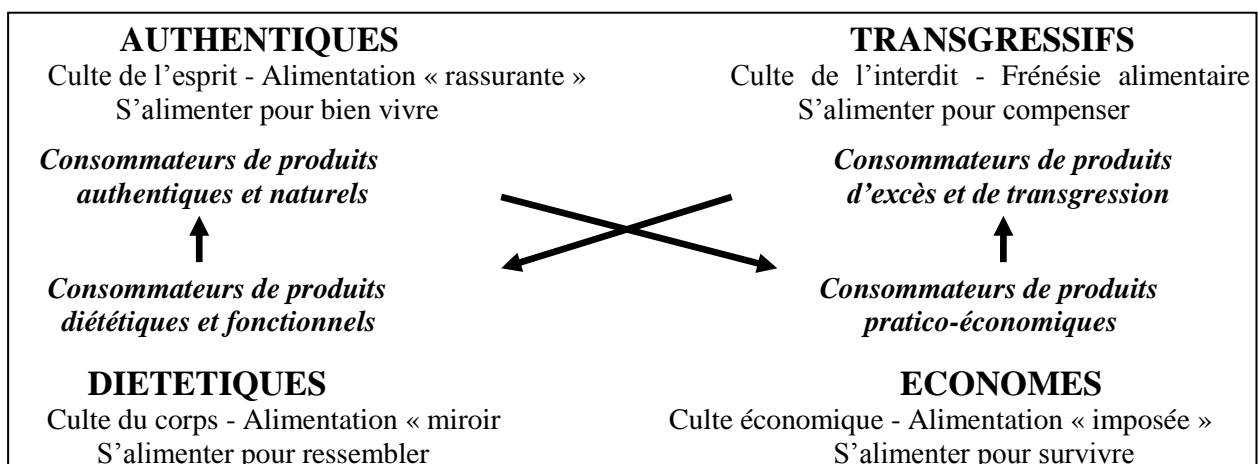 AUTHENTIQUES
Culte de l’esprit - Alimentation « rassurante »
S’alimenter pour bien vivre
Consommateurs de produits
authentiques et naturels
TRANSGRESSIFS
Culte de l’interdit - Frénésie alimentaire
S’alimenter pour compenser
Consommateurs de produits
d’excès et de transgression
Consommateurs de produits
diététiques et fonctionnels
DIETETIQUES
Culte du corps - Alimentation « miroir
S’alimenter pour ressembler
Consommateurs de produits
pratico-économiques
ECONOMES
Culte économique - Alimentation « imposée »
S’alimenter pour survivre